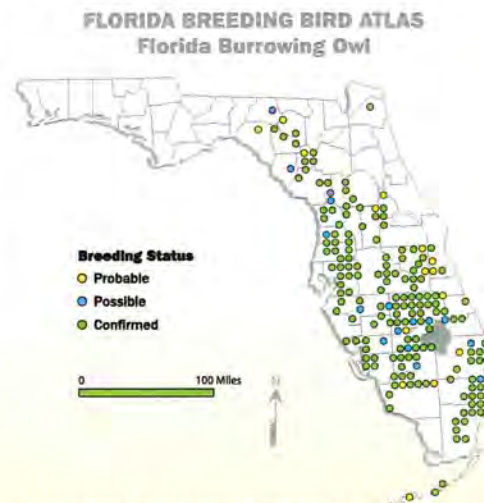 FLORIDA BREEDING BIRD ATLAS
Florida Burrowing Owl
Breeding Status
Probable
Possible
Confirmed
0 100 Miles
N